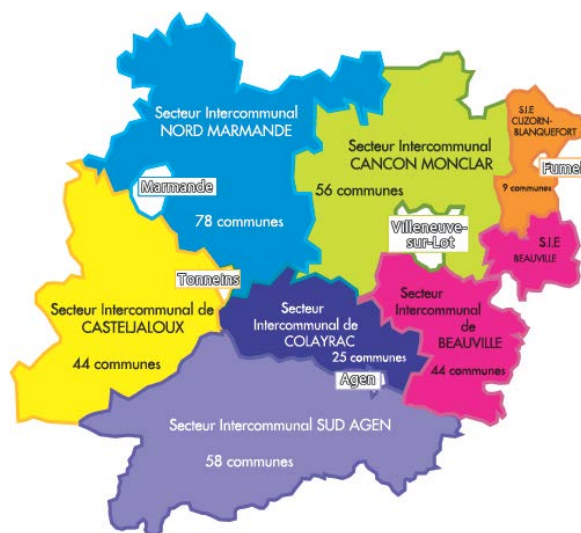 Secteur Intercommunal
NORD MARMANDE
78 communes
Marmande
Secteur Intercommunal
CANCON MONCLAR
56 communes
S.I.E
CUZORN-
BLANQUEFORT
9 communes
Fumel
Villeneuve-
sur-Lot
S.I.E
BEAUVILLE
Tonneins
Secteur Intercommunal de
CASTELJALOUX
44 communes
Secteur
Intercommunal de
COLAYRAC
25 communes
Agen
Secteur
Intercommunal
de
BEAUVILLE
44 communes
Secteur Intercommunal SUD AGEN
58 communes